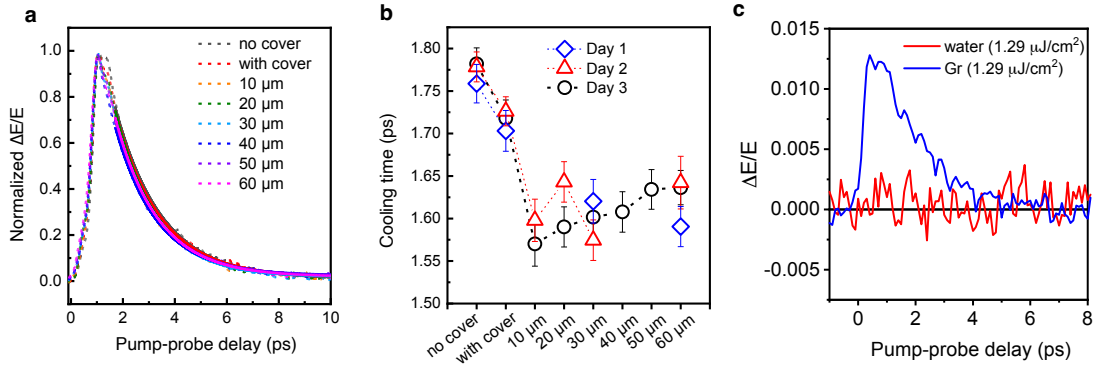 a
Normalized ΔE/E
1.0
0.8
0.6
0.4
0.2
0.0
0
2
4
6
8
10
Pump-probe delay (ps)
no cover
with cover
10 µm
20 µm
30 µm
40 µm
50 µm
60 µm
b
Cooling time (ps)
1.80
1.75
1.70
1.65
1.60
1.55
1.50
Day 1
Day 2
Day 3
no cover
with cover
10 µm
20 µm
30 µm
40 µm
50 µm
60 µm
c
ΔE/E
0.015
0.010
0.005
0.000
-0.005
water (1.29 µJ/cm²)
Gr (1.29 µJ/cm²)
0
2
4
6
8
Pump-probe delay (ps)